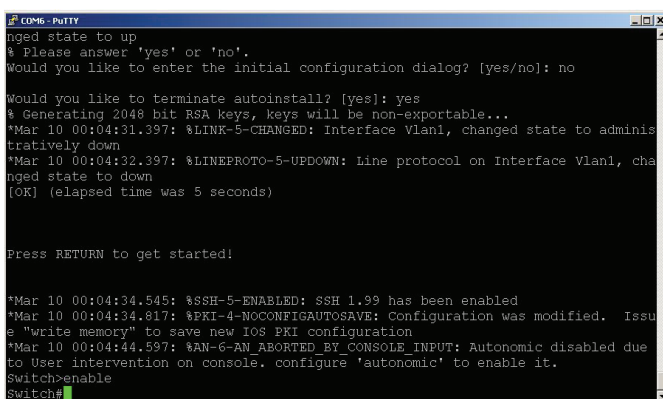 COM6 - PuTTY
nged state to up
% Please answer 'yes' or 'no'.
Would you like to enter the initial configuration dialog? [yes/no]: no
Would you like to terminate autoinstall? [yes]: yes
% Generating 2048 bit RSA keys, keys will be non-exportable...
*Mar 10 00:04:31.397: %LINK-5-CHANGED: Interface Vlan1, changed state to adminis
tratively down
*Mar 10 00:04:32.397: %LINEPROTO-5-UPDOWN: Line protocol on Interface Vlan1, cha
nged state to down
[OK] (elapsed time was 5 seconds)
Press RETURN to get started!
*Mar 10 00:04:34.545: %SSH-5-ENABLED: SSH 1.99 has been enabled
*Mar 10 00:04:34.817: %PKI-4-NOCONFIGAUTOSAVE: Configuration was modified.  Issu
e "write memory" to save new IOS PKI configuration
*Mar 10 00:04:44.597: %AN-6-AN_ABORTED_BY_CONSOLE_INPUT: Autonomic disabled due
to User intervention on console. configure 'autonomic' to enable it.
Switch>enable
Switch#